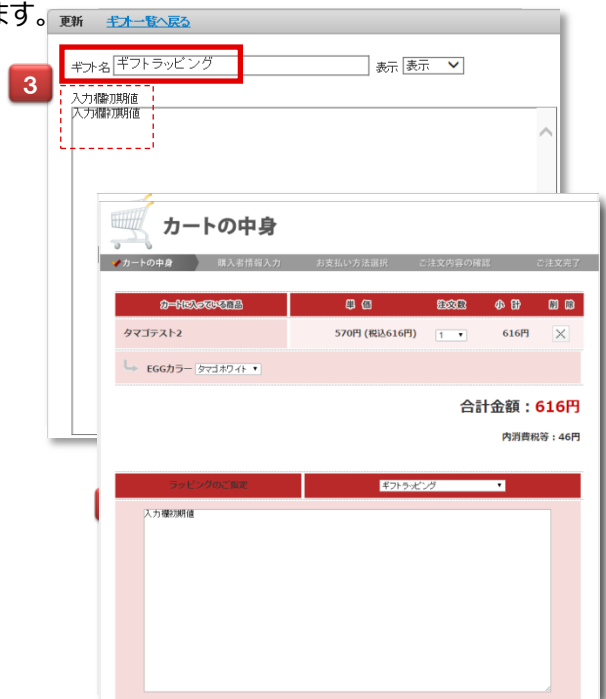 ます。
更新 ギフト一覧へ戻る
ギフト名 ギフトラッピング 表示 表示
3
入力欄初期値
入力欄初期値
カートの中身
カートの中身 購入者情報入力 お支払い方法選択 ご注文内容の確認 ご注文完了
カートに入っている商品 単 価 注文数 小 計 削 除
タマゴテスト2 570円 (税込616円) 1 616円
EGGカラー タマゴホワイト
合計金額：616円
内消費税等：46円
ラッピングのご指定 ギフトラッピング
入力欄初期値